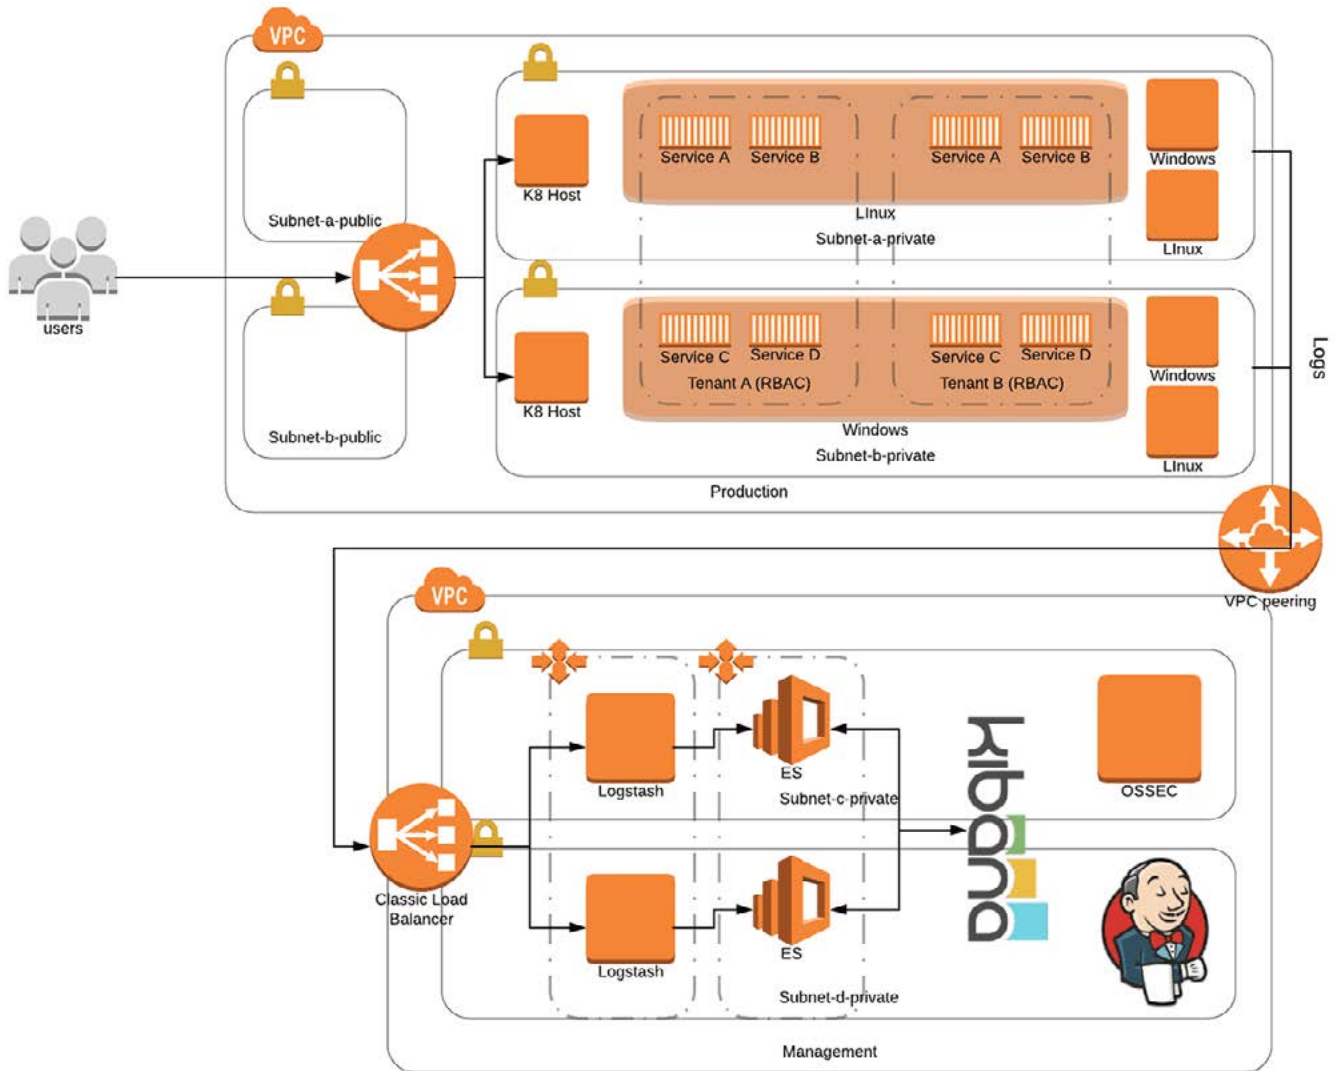 VPC
Subnet-a-public
users
Subnet-b-public
K8 Host
Service A
Service B
Service A
Service B
LInux
Subnet-a-private
Windows
LInux
K8 Host
Service C
Service D
Tenant A (RBAC)
Service C
Service D
Tenant B (RBAC)
Windows
Subnet-b-private
Windows
LInux
Logs
Production
VPC peering
VPC
Classic Load
Balancer
Logstash
ES
Subnet-c-private
kibana
OSSEC
Logstash
ES
Subnet-d-private
Management